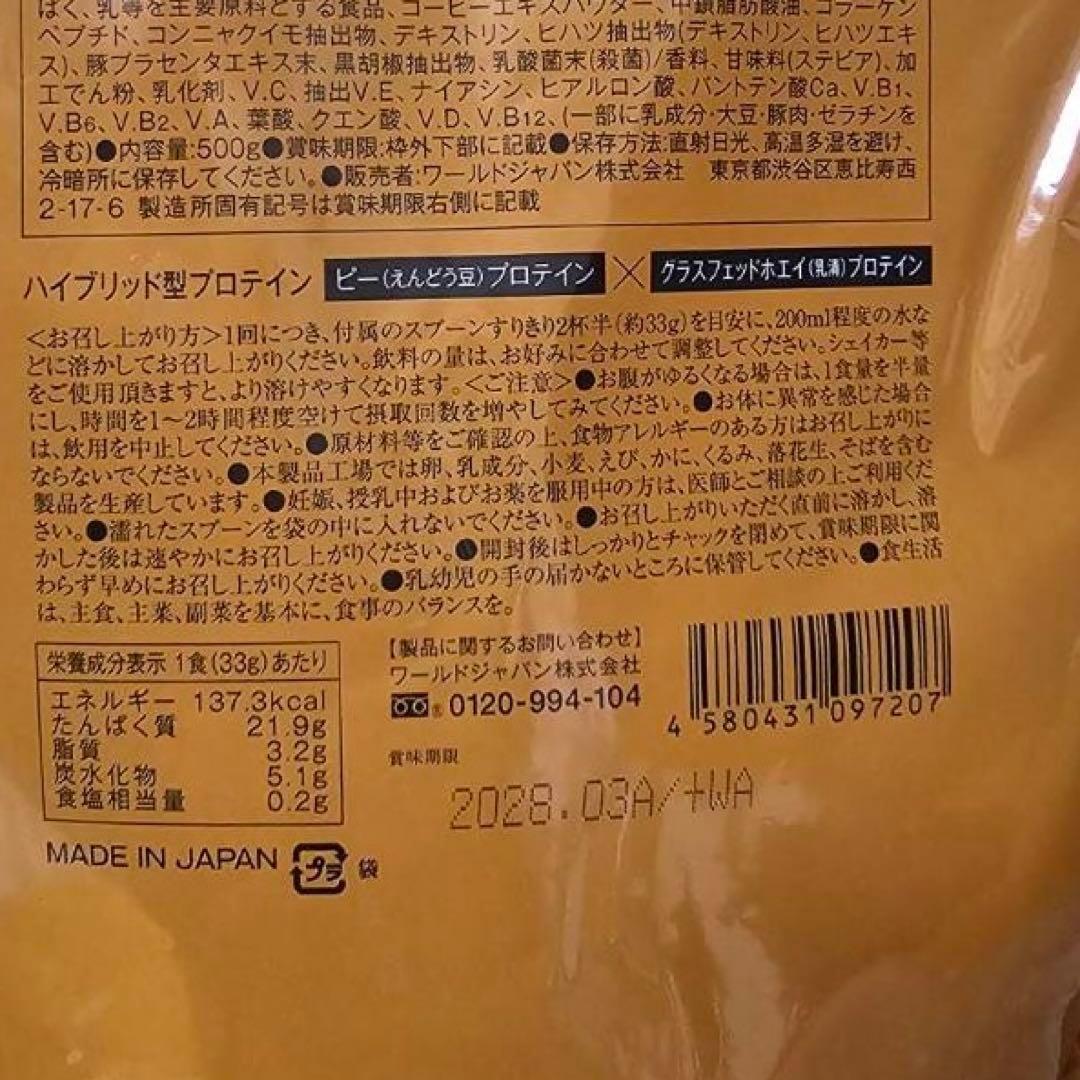 ぱく、乳等を主要原料とする食品、コーヒーエキスパウダー、中鎖脂肪酸油、コラーゲン
ペプチド、コンニャクイモ抽出物、デキストリン、ヒハツ抽出物(デキストリン、ヒハツエキ
ス)、豚プラセンタエキス末、黒胡椒抽出物、乳酸菌末(殺菌)/香料、甘味料(ステビア)、加
工でん粉、乳化剤、V.C、抽出V.E、ナイアシン、ヒアルロン酸、パントテン酸Ca、V.B1、
V.B6、V.B2、V.A、葉酸、クエン酸、V.D、V.B12、(一部に乳成分・大豆・豚肉・ゼラチンを
含む)●内容量:500g●賞味期限:枠外下部に記載●保存方法:直射日光、高温多湿を避け、
冷暗所に保存してください。●販売者:ワールドジャパン株式会社 東京都渋谷区恵比寿西
2-17-6 製造所固有記号は賞味期限右側に記載
ハイブリッド型プロテイン ピー(えんどう豆)プロテイン × グラスフェッドホエイ(乳清)プロテイン
<お召し上がり方>1回につき、付属のスプーンすりきり2杯半(約33g)を目安に、200ml程度の水な
どに溶かしてお召し上がりください。飲料の量は、お好みに合わせて調整してください。シェイカー等
をご使用頂きますと、より溶けやすくなります。<ご注意>●お腹がゆるくなる場合は、1食量を半量
にし、時間を1～2時間程度空けて摂取回数を増やしてみてください。●お体に異常を感じた場合
は、飲用を中止してください。●原材料等をご確認の上、食物アレルギーのある方はお召し上がりに
ならないでください。●本製品工場では卵、乳成分、小麦、えび、かに、くるみ、落花生、そばを含む
製品を生産しています。●妊娠、授乳中およびお薬を服用中の方は、医師とご相談の上ご利用くだ
さい。●濡れたスプーンを袋の中に入れないでください。●お召し上がりいただく直前に溶かし、溶
かした後は速やかにお召し上がりください。●開封後はしっかりとチャックを閉めて、賞味期限に関
わらず早めにお召し上がりください。●乳幼児の手の届かないところに保管してください。●食生活
は、主食、主菜、副菜を基本に、食事のバランスを。
栄養成分表示 1食(33g)あたり
エネルギー 137.3kcal
たんぱく質 21.9g
脂質 3.2g
炭水化物 5.1g
食塩相当量 0.2g
【製品に関するお問い合わせ】
ワールドジャパン株式会社
0120-994-104
4 580431 097207
賞味期限
2028.03A/+WA
MADE IN JAPAN プラ 袋